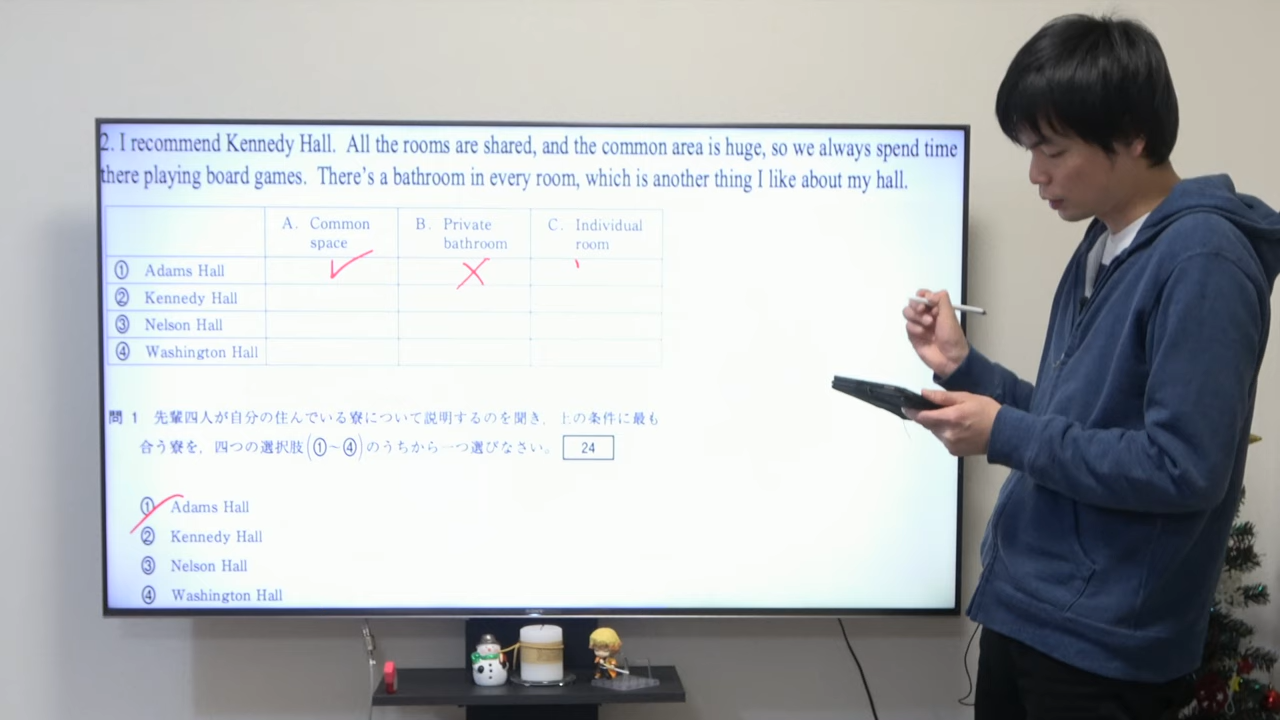 2. I recommend Kennedy Hall. All the rooms are shared, and the common area is huge, so we always spend time
there playing board games. There's a bathroom in every room, which is another thing I like about my hall.
A. Common space B. Private bathroom C. Individual room
① Adams Hall
② Kennedy Hall
③ Nelson Hall
④ Washington Hall
問 1 先輩四人が自分の住んでいる寮について説明するのを聞き，上の条件に最も
合う寮を，四つの選択肢(①～④)のうちから一つ選びなさい。 24
① Adams Hall
② Kennedy Hall
③ Nelson Hall
④ Washington Hall